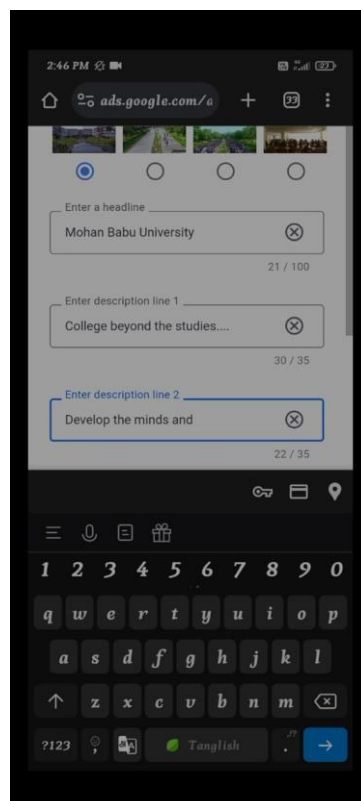 2:46 PM
ads.google.com/a
33
Enter a headline
Mohan Babu University
21 / 100
Enter description line 1
College beyond the studies....
30 / 35
Enter description line 2
Develop the minds and
22 / 35
1 2 3 4 5 6 7 8 9 0
q w e r t y u i o p
a s d f g h j k l
z x c v b n m
?123 , Tanglish .